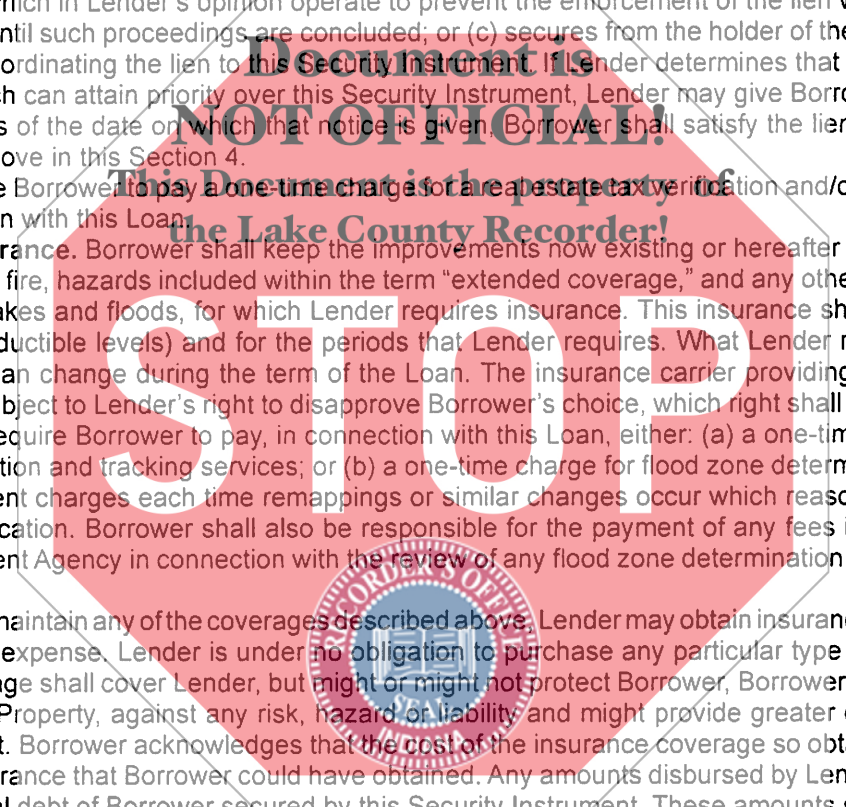 which in Lender's opinion operate to prevent the enforcement of the lien
until such proceedings are concluded; or (c) secures from the holder of the
ordinating the lien to this Security Instrument. If Lender determines that
ch can attain priority over this Security Instrument, Lender may give Borro
s of the date on which that notice is given, Borrower shall satisfy the lien
ove in this Section 4.
e Borrower to pay a one-time charge for a real estate tax verification and/o
n with this Loan.
rance. Borrower shall keep the improvements now existing or hereafter
fire, hazards included within the term “extended coverage,” and any othe
akes and floods, for which Lender requires insurance. This insurance sh
ductible levels) and for the periods that Lender requires. What Lender
an change during the term of the Loan. The insurance carrier providing
bject to Lender's right to disapprove Borrower's choice, which right shall
equire Borrower to pay, in connection with this Loan, either: (a) a one-tim
tion and tracking services; or (b) a one-time charge for flood zone determ
ent charges each time remappings or similar changes occur which reaso
cation. Borrower shall also be responsible for the payment of any fees
ent Agency in connection with the review of any flood zone determination
naintain any of the coverages described above, Lender may obtain insuranc
expense. Lender is under no obligation to purchase any particular type
age shall cover Lender, but might or might not protect Borrower, Borrower
Property, against any risk, hazard or liability and might provide greater
t. Borrower acknowledges that the cost of the insurance coverage so obta
rance that Borrower could have obtained. Any amounts disbursed by Len
l debt of Borrower secured by this Security Instrument. These amounts
Document is
NOT OFFICIAL!
This Document is the property of
the Lake County Recorder!
STOP
RECORDER'S OFFICE
SEAL
INDIANA